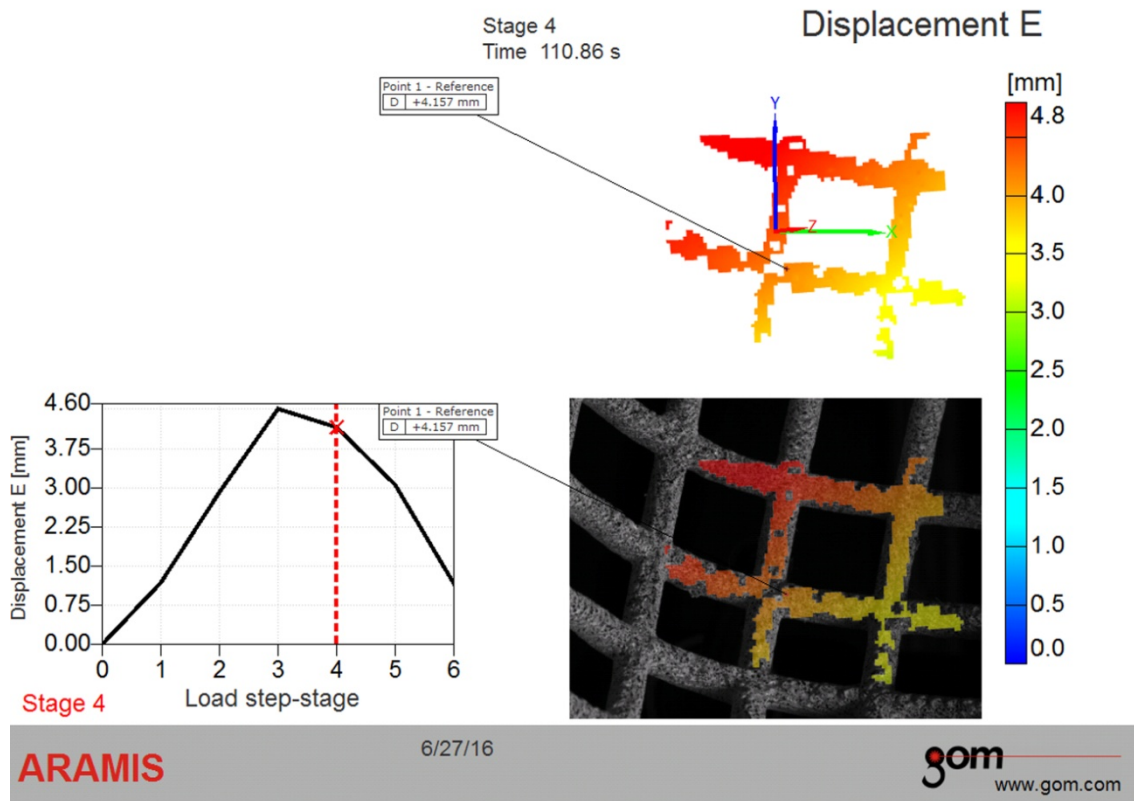 Displacement E
Stage 4
Time 110.86 s
Point 1 - Reference
D +4.157 mm
[mm]
4.8
4.0
3.5
3.0
2.5
2.0
1.5
1.0
0.5
0.0
Y
Z
X
Point 1 - Reference
D +4.157 mm
Displacement E [mm]
4.60
3.75
3.00
2.25
1.50
0.75
0.00
0 1 2 3 4 5 6
Load step-stage
Stage 4
ARAMIS
6/27/16
gom
www.gom.com